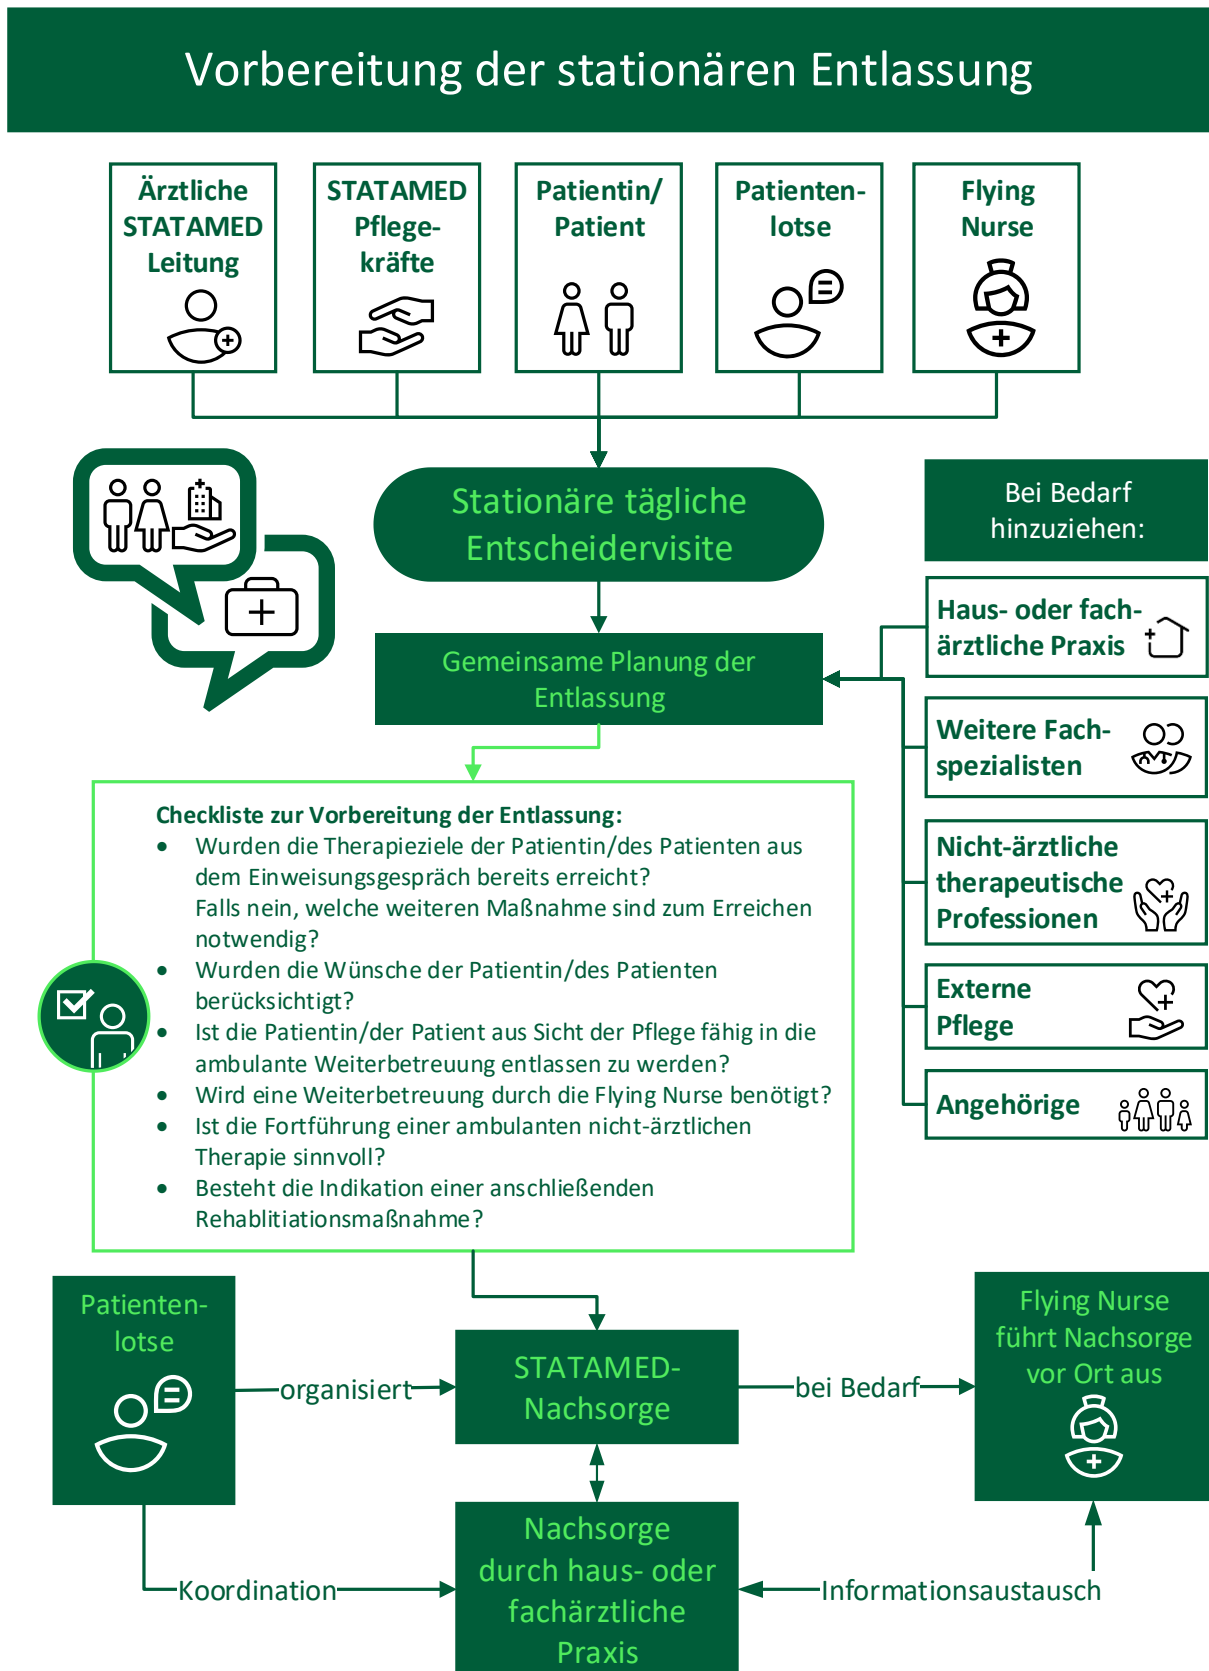 Vorbereitung der stationären Entlassung
Ärztliche
STATAMED
Leitung
STATAMED
Pflege-
kräfte
Patientin/
Patient
Patienten-
lotse
Flying
Nurse
Stationäre tägliche
Entscheidervisite
Bei Bedarf
hinzuziehen:
Gemeinsame Planung der
Entlassung
Haus- oder fach-
ärztliche Praxis
Weitere Fach-
spezialisten
Nicht-ärztliche
therapeutische
Professionen
Externe
Pflege
Angehörige
Checkliste zur Vorbereitung der Entlassung:
• Wurden die Therapieziele der Patientin/des Patienten aus
dem Einweisungsgespräch bereits erreicht?
Falls nein, welche weiteren Maßnahme sind zum Erreichen
notwendig?
• Wurden die Wünsche der Patientin/des Patienten
berücksichtigt?
• Ist die Patientin/der Patient aus Sicht der Pflege fähig in die
ambulante Weiterbetreuung entlassen zu werden?
• Wird eine Weiterbetreuung durch die Flying Nurse benötigt?
• Ist die Fortführung einer ambulanten nicht-ärztlichen
Therapie sinnvoll?
• Besteht die Indikation einer anschließenden
Rehablitiationsmaßnahme?
Patienten-
lotse
organisiert
STATAMED-
Nachsorge
bei Bedarf
Flying Nurse
führt Nachsorge
vor Ort aus
Koordination
Nachsorge
durch haus- oder
fachärztliche
Praxis
Informationsaustausch